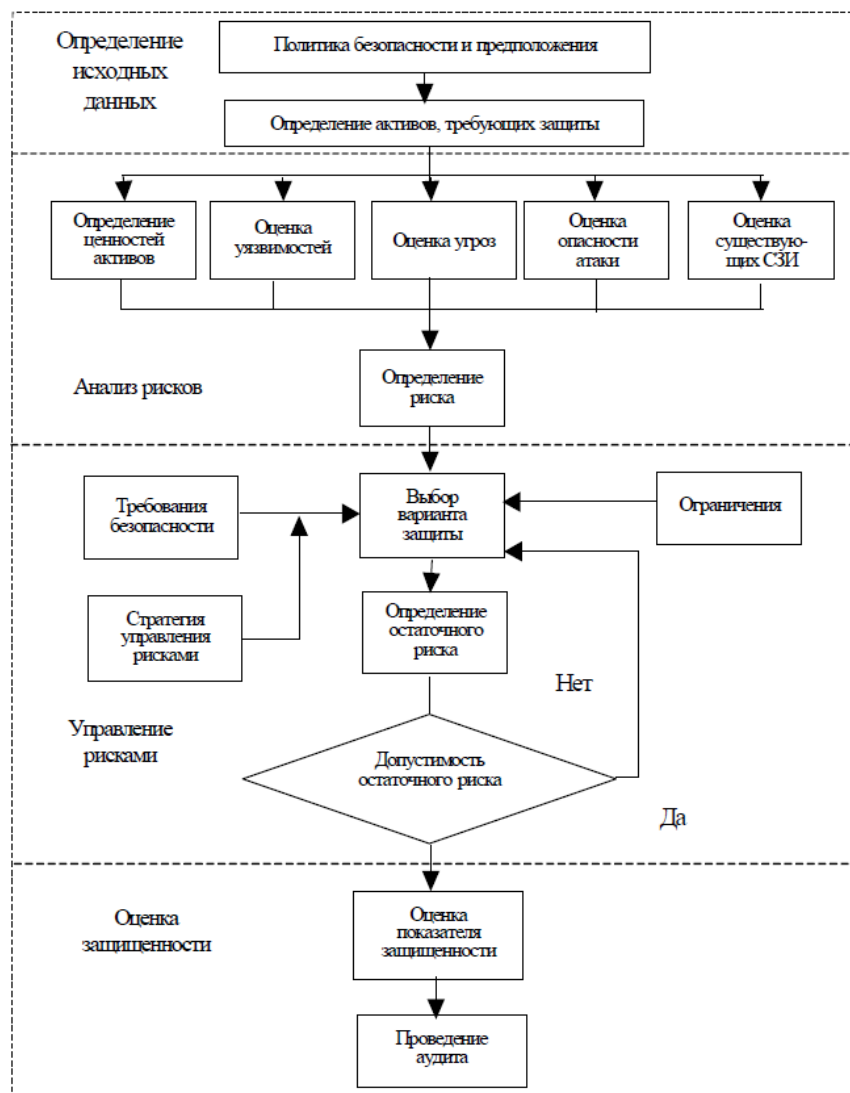 Определение
исходных
данных
Политика безопасности и предположения
Определение активов, требующих защиты
Определение
ценностей
активов
Оценка
уязвимостей
Оценка угроз
Оценка
опасности
атаки
Оценка
существую-
щих СЗИ
Анализ рисков
Определение
риска
Требования
безопасности
Выбор
варианта
защиты
Ограничения
Стратегия
управления
рисками
Определение
остаточного
риска
Нет
Управление
рисками
Допустимость
остаточного риска
Да
Оценка
защищенности
Оценка
показателя
защищенности
Проведение
аудита